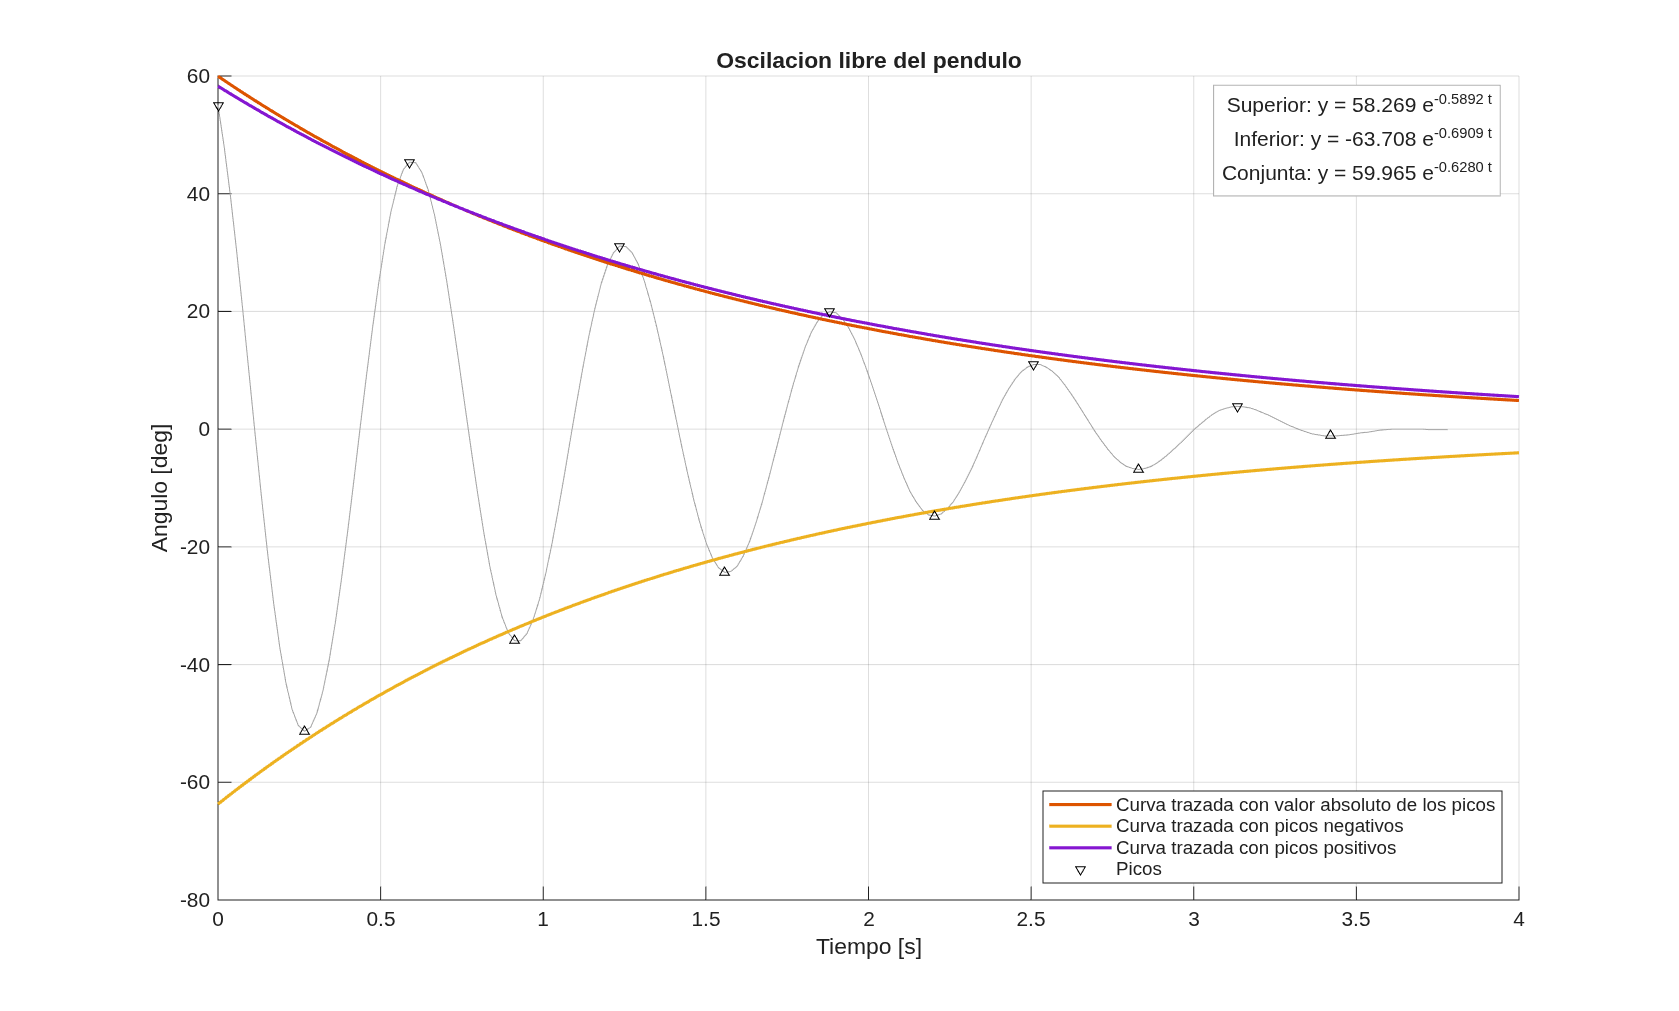 Oscilacion libre del pendulo
60
40
20
0
-20
-40
-60
-80
Angulo [deg]
Superior: y = 58.269 e^-0.5892 t
Inferior: y = -63.708 e^-0.6909 t
Conjunta: y = 59.965 e^-0.6280 t
Curva trazada con valor absoluto de los picos
Curva trazada con picos negativos
Curva trazada con picos positivos
Picos
0 0.5 1 1.5 2 2.5 3 3.5 4
Tiempo [s]